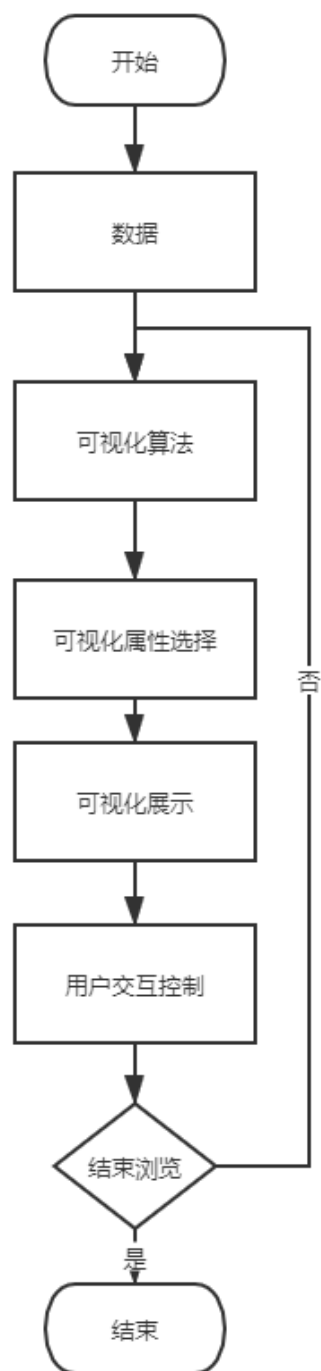 开始
数据
可视化算法
可视化属性选择
否
可视化展示
用户交互控制
结束浏览
是
结束